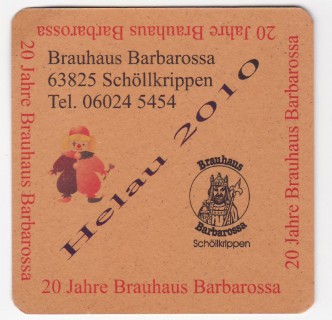 20 Jahre Brauhaus Barbarossa
Brauhaus Barbarossa
63825 Schöllkrippen
Tel. 06024 5454
20 Jahre Brauhaus Barbarossa
20 Jahre Brauhaus Barbarossa
Helau 2010
Brauhaus
Barbarossa
Schöllkrippen
20 Jahre Brauhaus Barbarossa